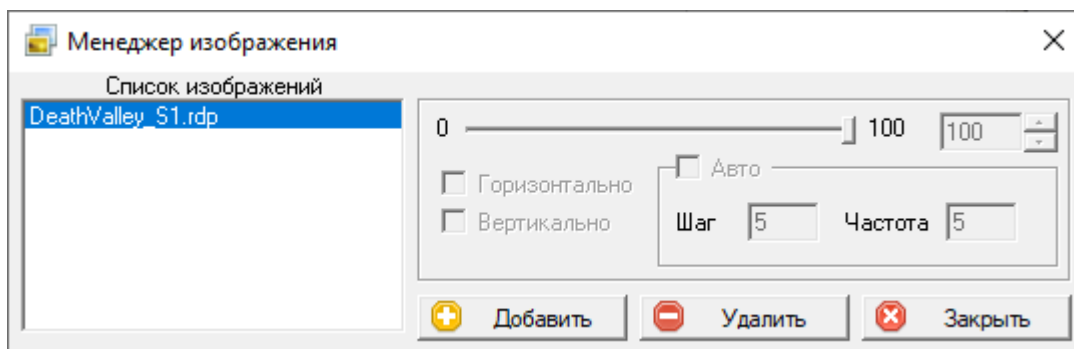 Менеджер изображения
Список изображений
DeathValley_S1.rdp
0 100 100
Горизонтально
Вертикально
Авто
Шаг 5 Частота 5
Добавить Удалить Закрыть